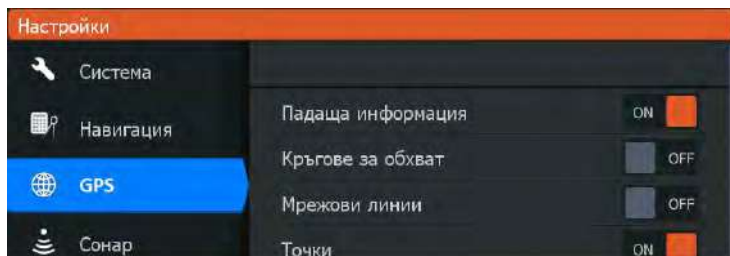 Настройки
Система
Навигация
GPS
Сонар
Падаща информация ON
Кръгове за обхват OFF
Мрежови линии OFF
Точки ON